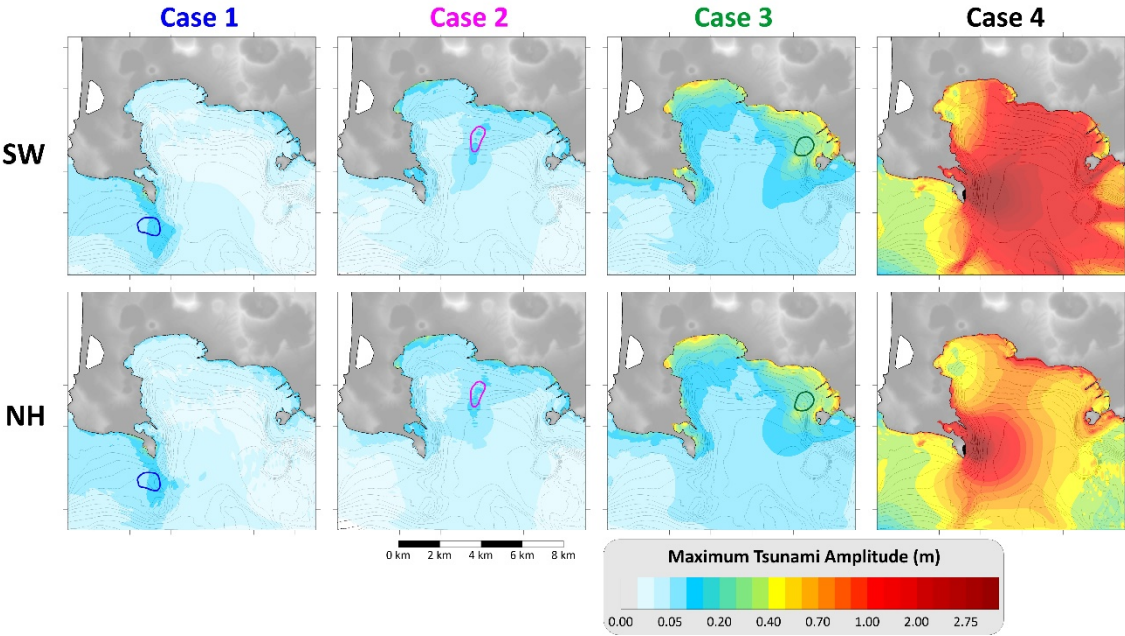 Case 1 Case 2 Case 3 Case 4
SW
NH
0 km 2 km 4 km 6 km 8 km
Maximum Tsunami Amplitude (m)
0.00 0.05 0.20 0.40 0.70 1.00 2.00 2.75